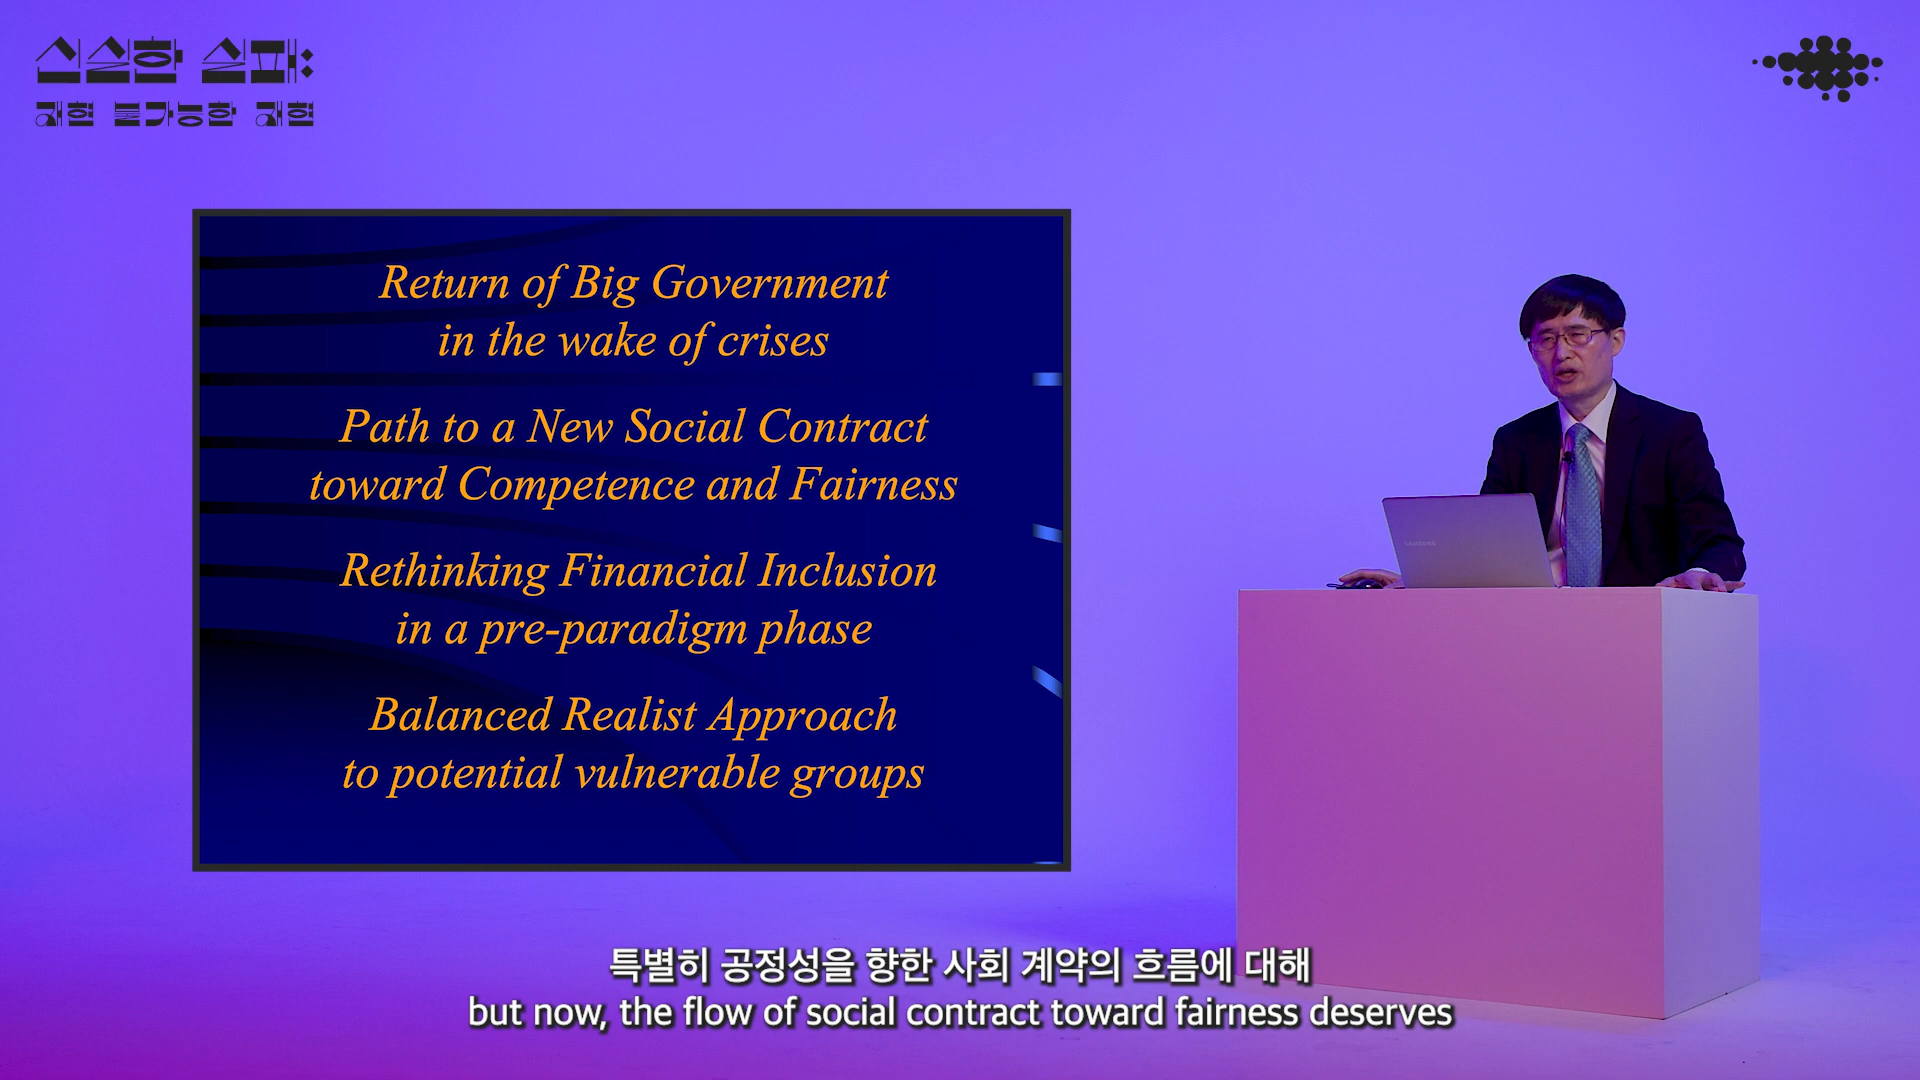 신실한 실패:
재현 불가능한 재현
Return of Big Government
in the wake of crises
Path to a New Social Contract
toward Competence and Fairness
Rethinking Financial Inclusion
in a pre-paradigm phase
Balanced Realist Approach
to potential vulnerable groups
SAMSUNG
특별히 공정성을 향한 사회 계약의 흐름에 대해
but now, the flow of social contract toward fairness deserves